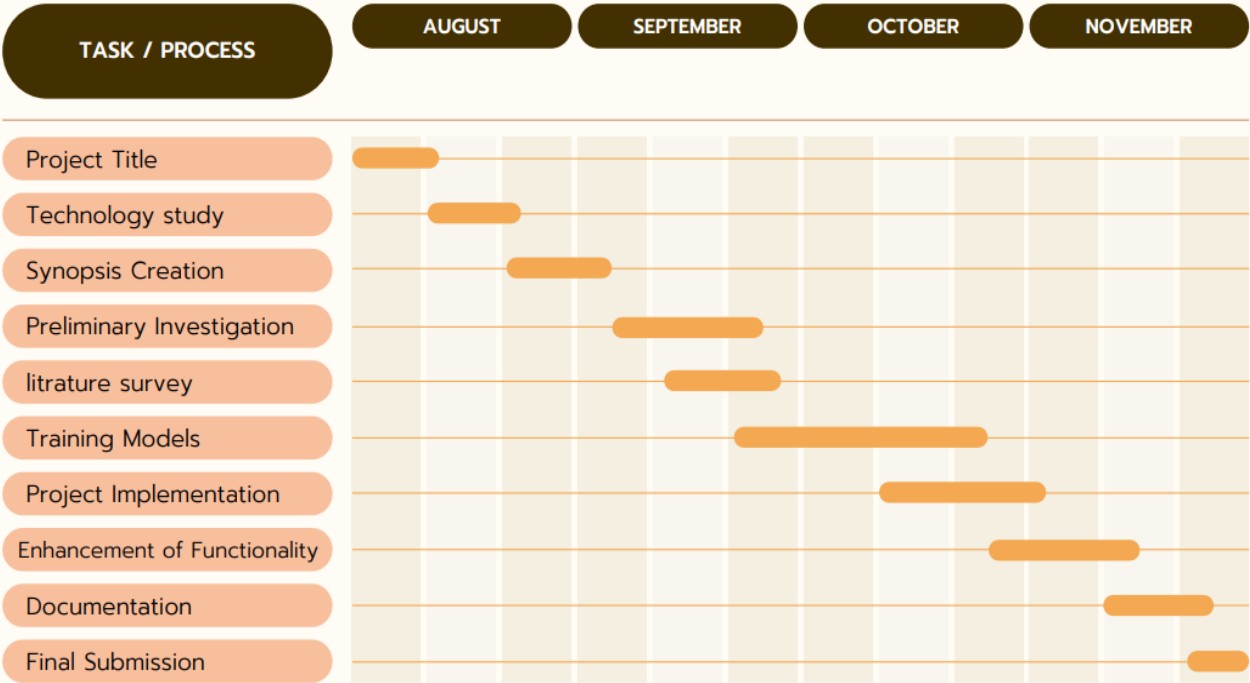 TASK / PROCESS
AUGUST
SEPTEMBER
OCTOBER
NOVEMBER
Project Title
Technology study
Synopsis Creation
Preliminary Investigation
litrature survey
Training Models
Project Implementation
Enhancement of Functionality
Documentation
Final Submission